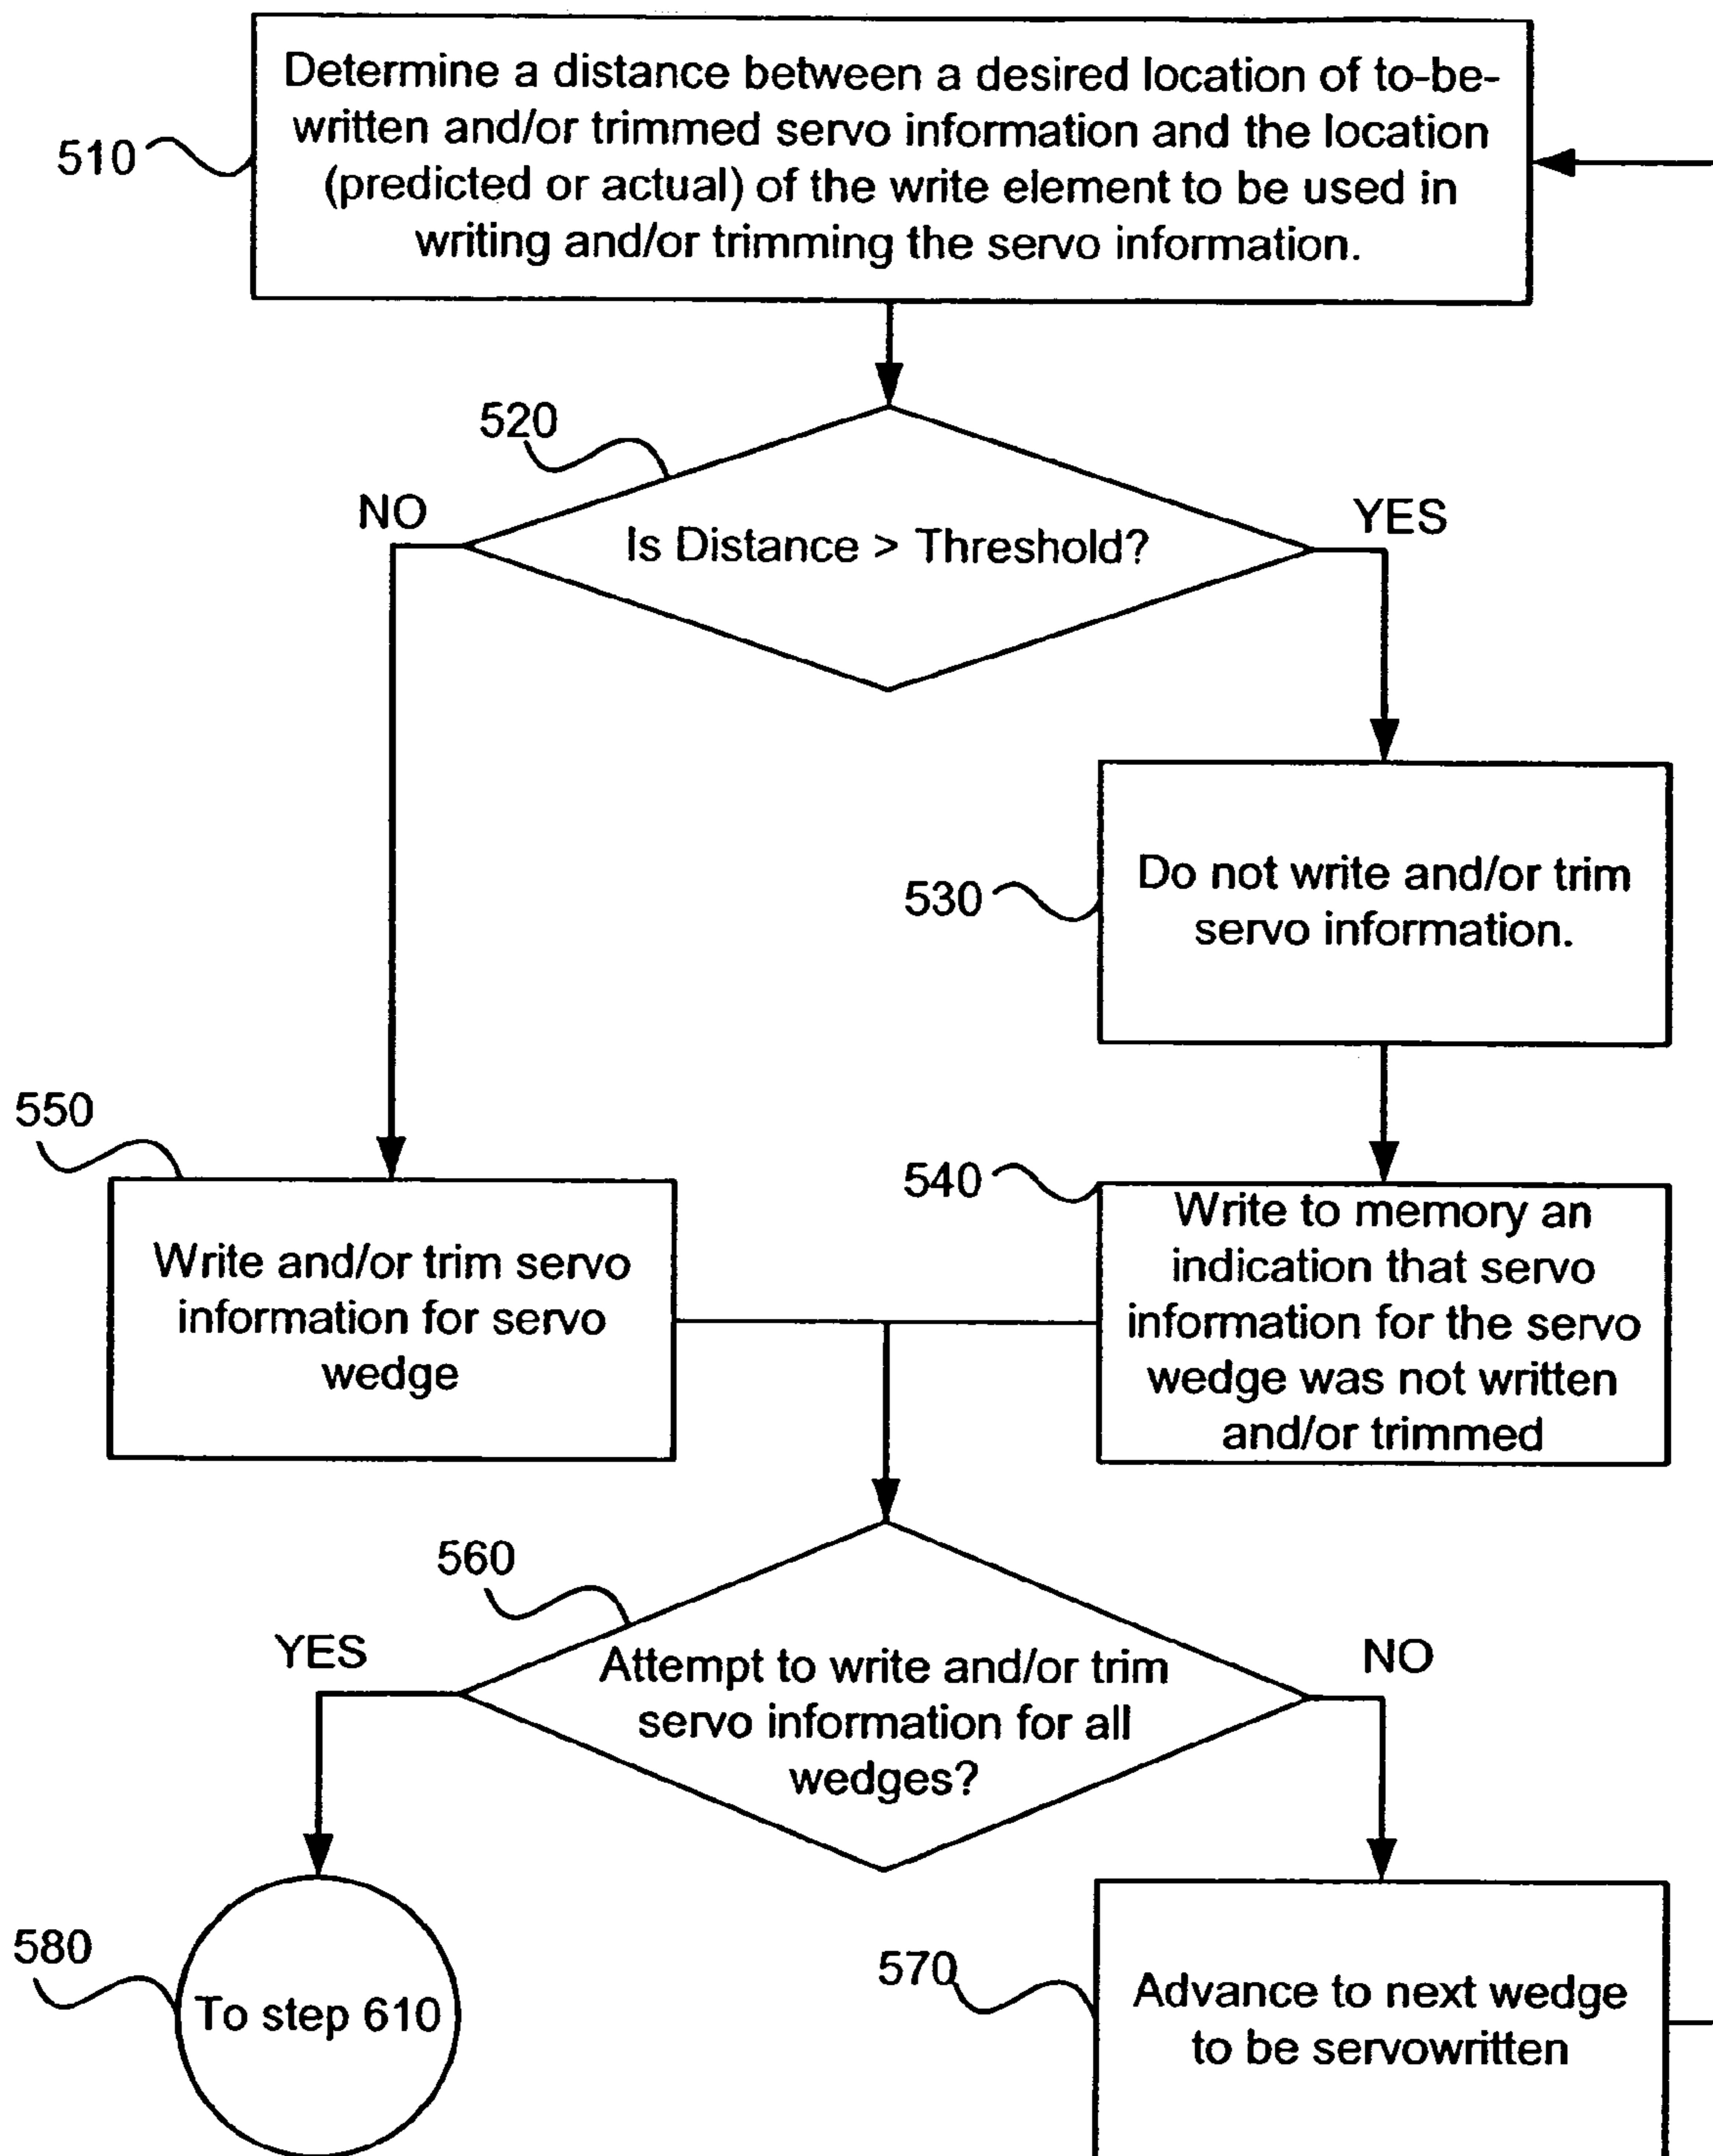 Determine a distance between a desired location of to-be-
written and/or trimmed servo information and the location
(predicted or actual) of the write element to be used in
writing and/or trimming the servo information.
510
520
NO
YES
Is Distance > Threshold?
530
Do not write and/or trim
servo information.
550
540
Write and/or trim servo
information for servo
wedge
Write to memory an
indication that servo
information for the servo
wedge was not written
and/or trimmed
560
YES
NO
Attempt to write and/or trim
servo information for all
wedges?
580
To step 610
570
Advance to next wedge
to be servowritten